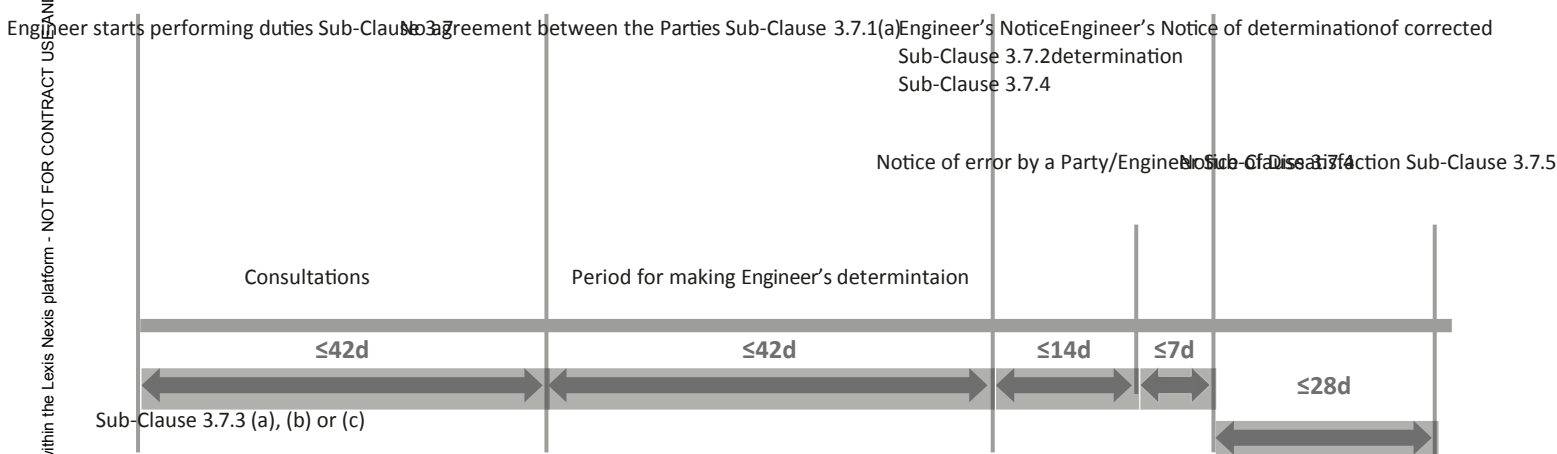 Engineer starts performing duties Sub-Clause 3.7
No agreement between the Parties Sub-Clause 3.7.1(a)
Engineer's Notice
Engineer's Notice of determinationof corrected
Sub-Clause 3.7.2determination
Sub-Clause 3.7.4
Notice of error by a Party/Engineer Sub-Clause 3.7.4
Notice of Dissatisfaction Sub-Clause 3.7.5
Consultations
Period for making Engineer's determintaion
≤42d
≤42d
≤14d
≤7d
≤28d
Sub-Clause 3.7.3 (a), (b) or (c)
within the Lexis Nexis platform - NOT FOR CONTRACT USE AND